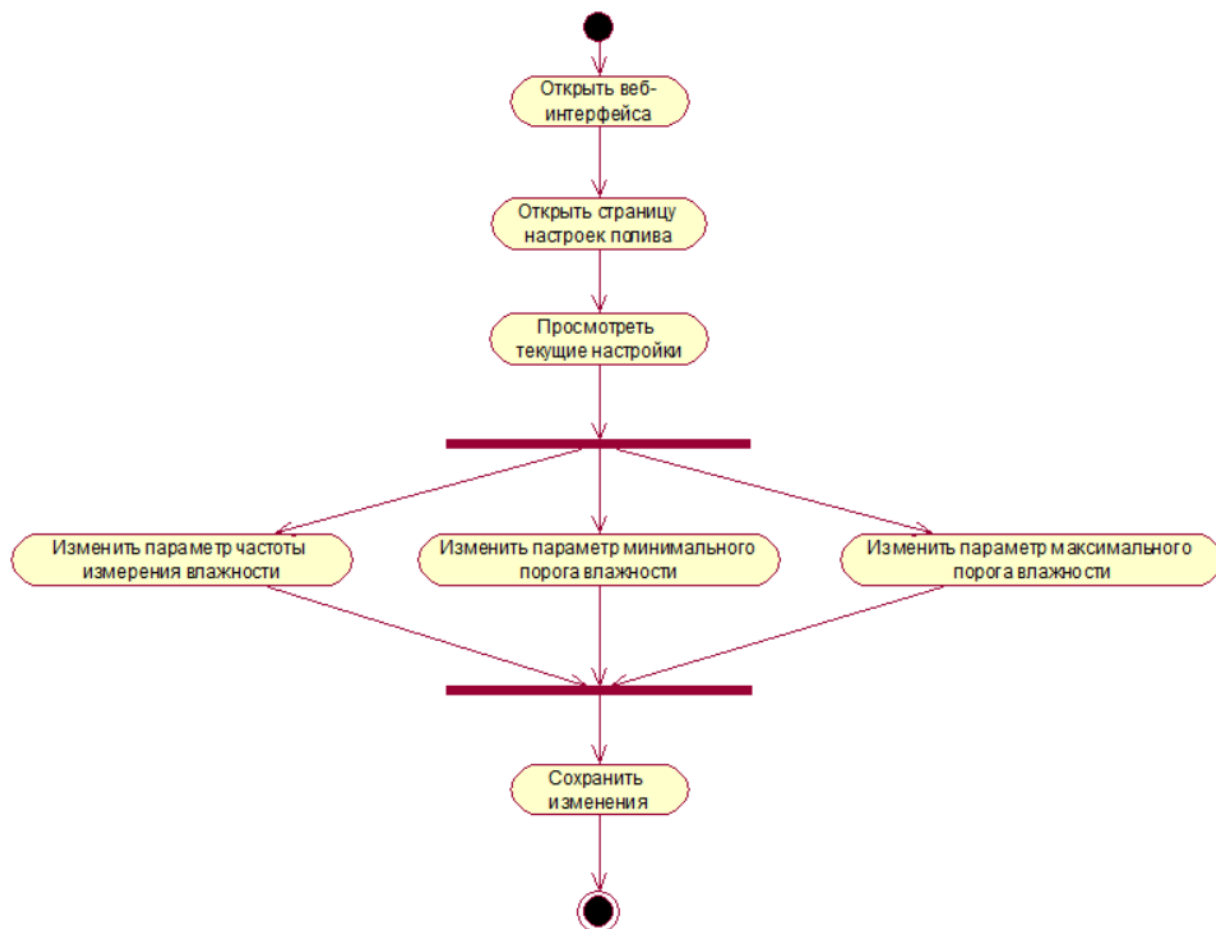 Открыть веб-
интерфейса
Открыть страницу
настроек полива
Просмотреть
текущие настройки
Изменить параметр частоты
измерения влажности
Изменить параметр минимального
порога влажности
Изменить параметр максимального
порога влажности
Сохранить
изменения